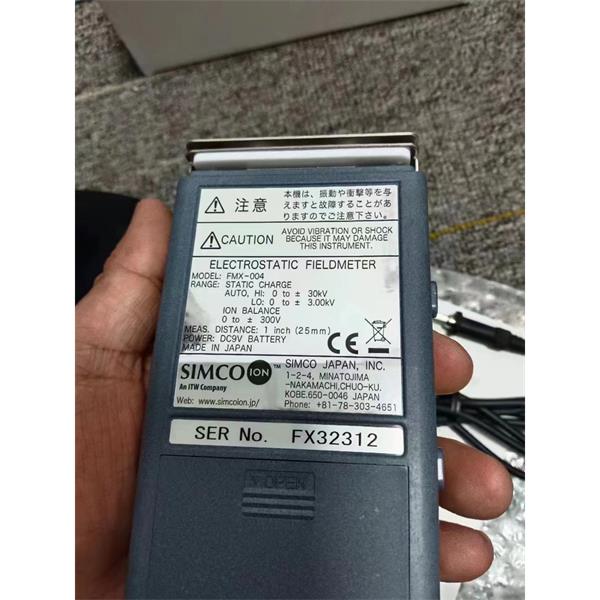 注意
本機は、振動や衝撃等を与
えますと故障することがあ
りますのでご注意下さい。
CAUTION
AVOID VIBRATION OR SHOCK
BECAUSE IT MAY DAMAGE
THIS INSTRUMENT.
ELECTROSTATIC FIELDMETER
MODEL: FMX-004
RANGE: STATIC CHARGE
AUTO, HI: 0 to ± 30kV
LO: 0 to ± 3.00kV
ION BALANCE
0 to ± 300V
MEAS. DISTANCE: 1 inch (25mm)
POWER: DC9V BATTERY
MADE IN JAPAN
CE
SIMCO ION™
An ITW Company
Web: www.simcoion.jp/
SIMCO JAPAN, INC.
1-2-4, MINATOJIMA
-NAKAMACHI,CHUO-KU.
KOBE.650-0046 JAPAN
Phone: +81-78-303-4651
SER No. FX32312
OPEN